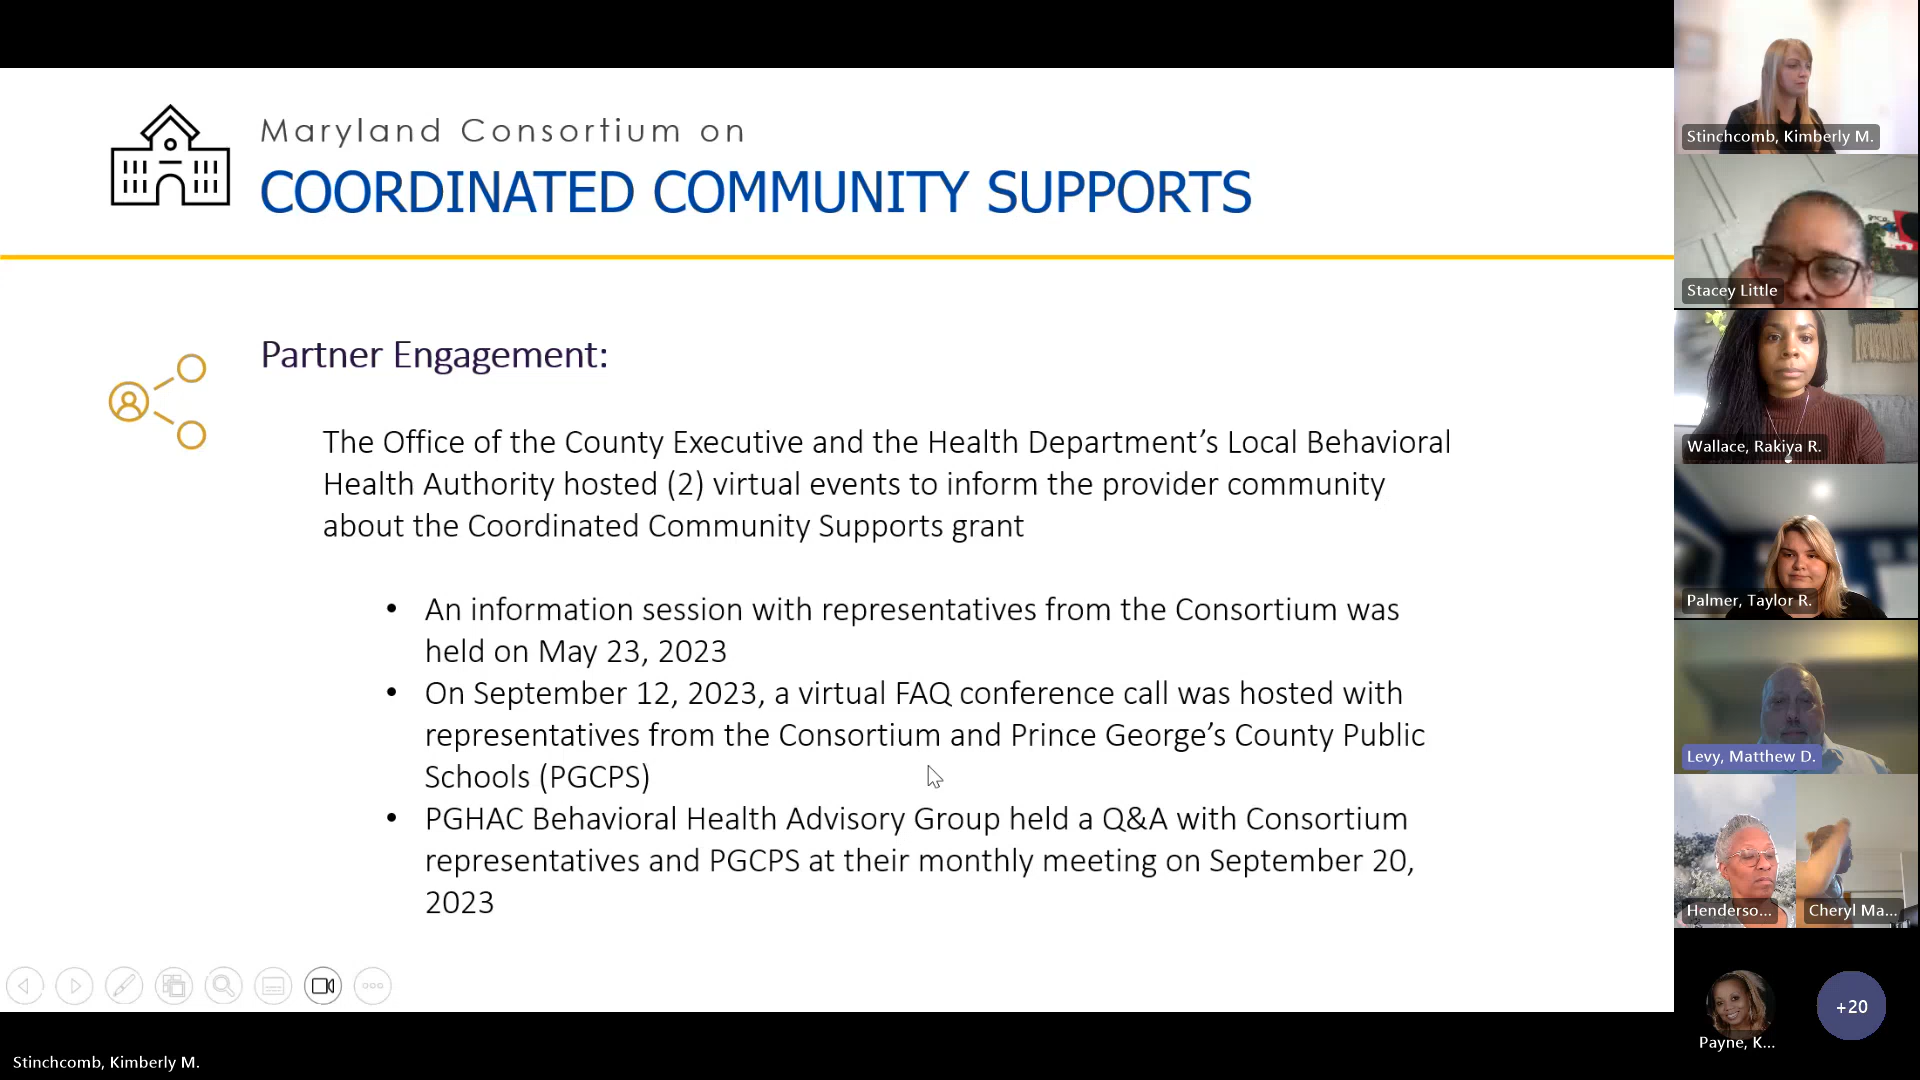 Maryland Consortium on
COORDINATED COMMUNITY SUPPORTS
Partner Engagement:
The Office of the County Executive and the Health Department’s Local Behavioral
Health Authority hosted (2) virtual events to inform the provider community
about the Coordinated Community Supports grant
• An information session with representatives from the Consortium was
held on May 23, 2023
• On September 12, 2023, a virtual FAQ conference call was hosted with
representatives from the Consortium and Prince George’s County Public
Schools (PGCPS)
• PGHAC Behavioral Health Advisory Group held a Q&A with Consortium
representatives and PGCPS at their monthly meeting on September 20,
2023
Stinchcomb, Kimberly M.
Stinchcomb, Kimberly M.
Stacey Little
Wallace, Rakiya R.
Palmer, Taylor R.
Levy, Matthew D.
Henderso...
Cheryl Ma...
Payne, K...
+20